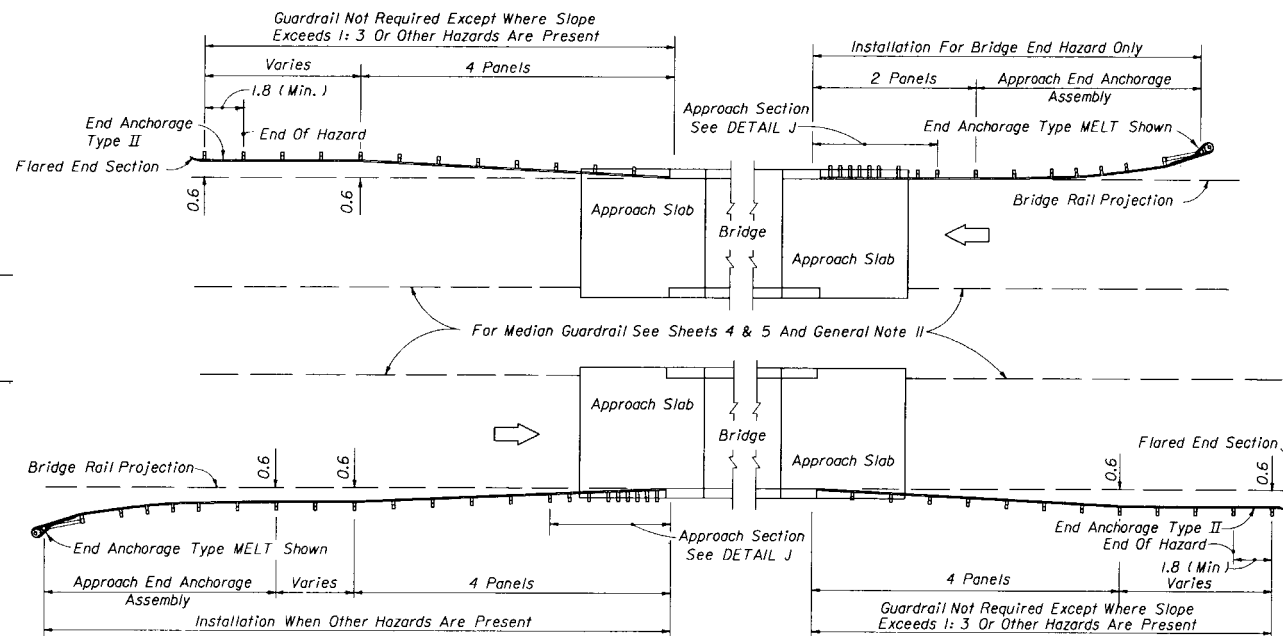 Guardrail Not Required Except Where Slope
Exceeds 1: 3 Or Other Hazards Are Present
Installation For Bridge End Hazard Only
Varies
4 Panels
2 Panels
Approach End Anchorage
Assembly
1.8 (Min.)
Approach Section
See DETAIL J
End Anchorage
Type II
End Of Hazard
End Anchorage Type MELT Shown
Flared End Section
0.6
0.6
Approach Slab
Bridge
Approach Slab
Bridge Rail Projection
For Median Guardrail See Sheets 4 & 5 And General Note 11
Approach Slab
Bridge
Approach Slab
Flared End Section
Bridge Rail Projection
0.6
0.6
0.6
0.6
End Anchorage Type MELT Shown
Approach Section
See DETAIL J
End Anchorage Type II
End Of Hazard
1.8 (Min)
Approach End Anchorage
Assembly
Varies
4 Panels
4 Panels
Varies
Installation When Other Hazards Are Present
Guardrail Not Required Except Where Slope
Exceeds 1: 3 Or Other Hazards Are Present